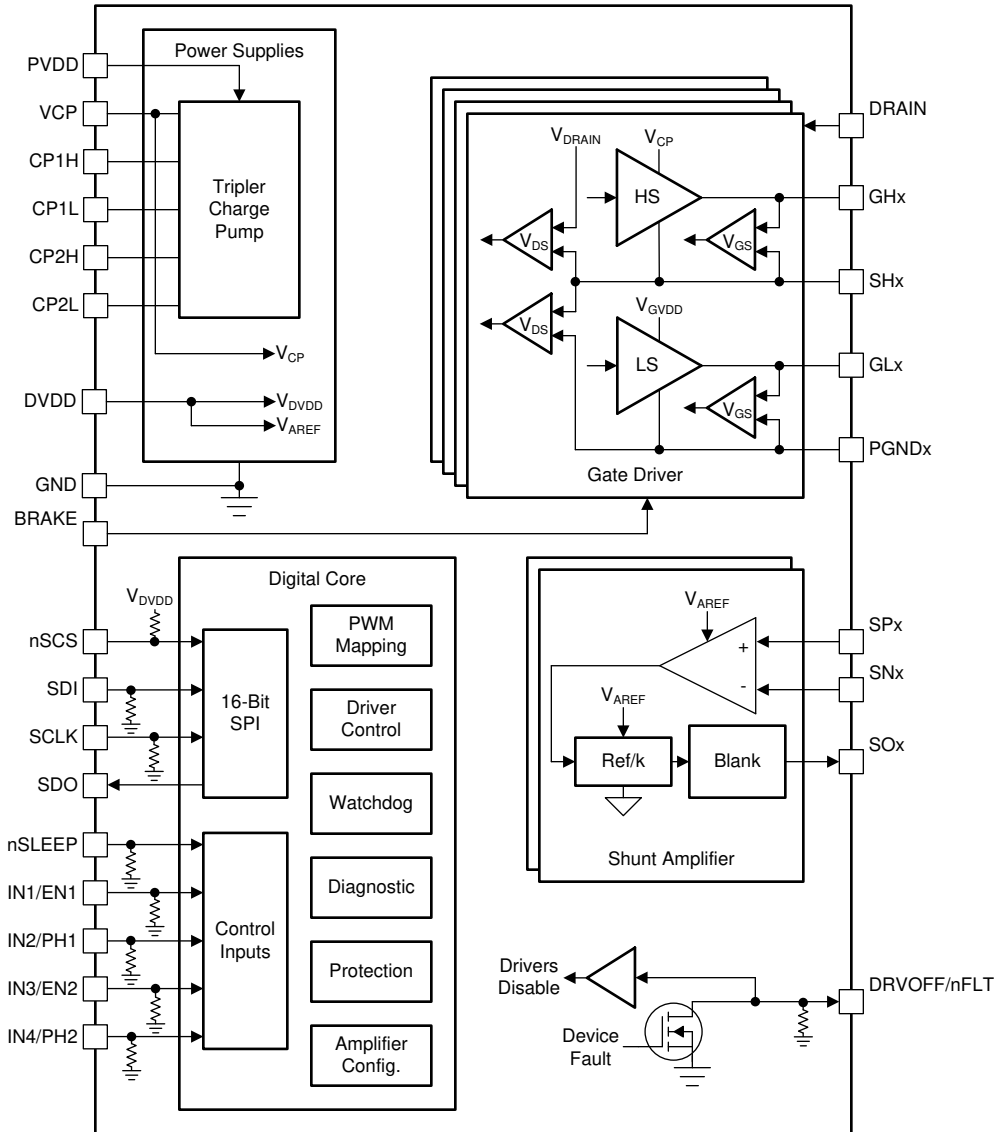 Power Supplies
PVDD
VCP
CP1H
CP1L
CP2H
CP2L
Tripler
Charge
Pump
VCP
DVDD
VDVDD
VAREF
GND
BRAKE
VDRAIN
VCP
HS
VDS
VGS
VDS
VGVDD
LS
VGS
Gate Driver
DRAIN
GHx
SHx
GLx
PGNDx
Digital Core
VDVDD
nSCS
SDI
SCLK
SDO
16-Bit
SPI
nSLEEP
IN1/EN1
IN2/PH1
IN3/EN2
IN4/PH2
Control
Inputs
PWM
Mapping
Driver
Control
Watchdog
Diagnostic
Protection
Amplifier
Config.
VAREF
+
-
VAREF
Ref/k
Blank
Shunt Amplifier
SPx
SNx
SOx
Drivers
Disable
Device
Fault
DRVOFF/nFLT